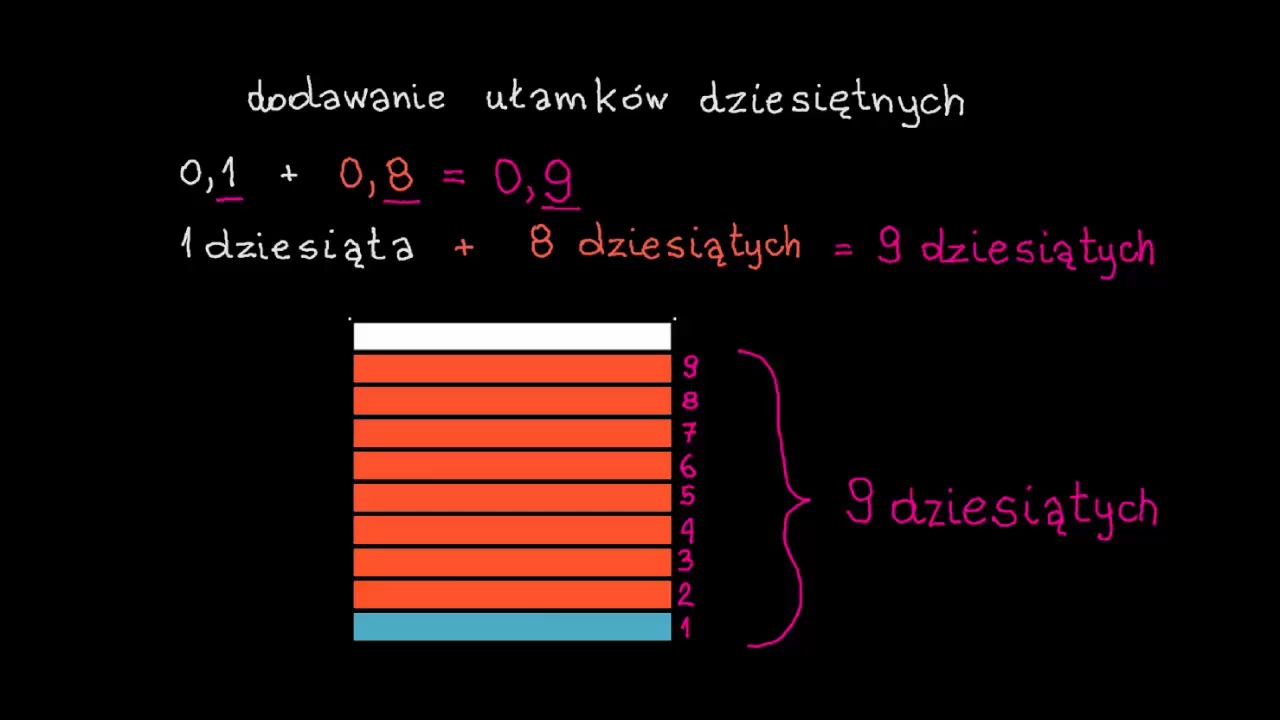 dodawanie ułamków dziesiętnych
0,1 + 0,8 = 0,9
1 dziesiąta + 8 dziesiątych = 9 dziesiątych
9
8
7
6
5
4
3
2
1
9 dziesiątych